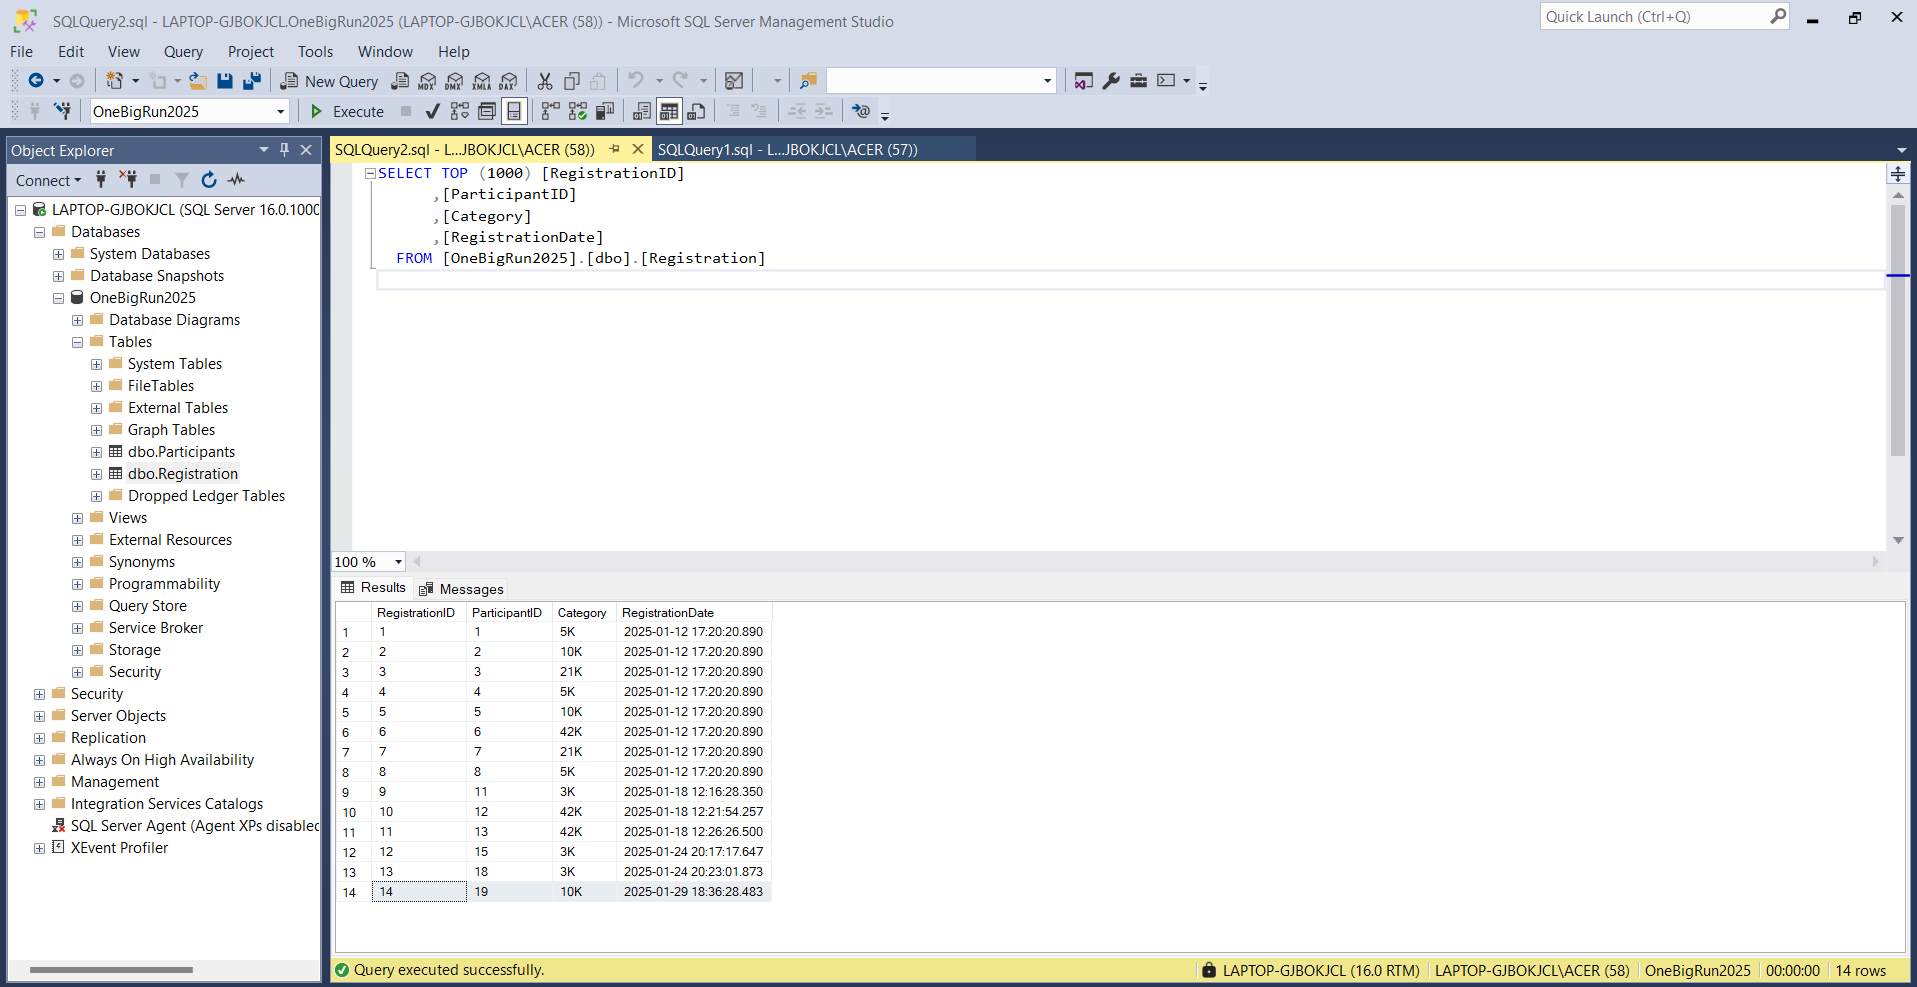 SQLQuery2.sql - LAPTOP-GJBOKJCL.OneBigRun2025 (LAPTOP-GJBOKJCL\ACER (58)) - Microsoft SQL Server Management Studio
Quick Launch (Ctrl+Q)
File Edit View Query Project Tools Window Help
New Query MDX DMX XMLA DAX
OneBigRun2025 Execute
Object Explorer
Connect
LAPTOP-GJBOKJCL (SQL Server 16.0.1000
Databases
System Databases
Database Snapshots
OneBigRun2025
Database Diagrams
Tables
System Tables
FileTables
External Tables
Graph Tables
dbo.Participants
dbo.Registration
Dropped Ledger Tables
Views
External Resources
Synonyms
Programmability
Query Store
Service Broker
Storage
Security
Security
Server Objects
Replication
Always On High Availability
Management
Integration Services Catalogs
SQL Server Agent (Agent XPs disabled
XEvent Profiler
SQLQuery2.sql - L...JBOKJCL\ACER (58)) SQLQuery1.sql - L...JBOKJCL\ACER (57))
SELECT TOP (1000) [RegistrationID]
,[ParticipantID]
,[Category]
,[RegistrationDate]
FROM [OneBigRun2025].[dbo].[Registration]
100 %
Results Messages
RegistrationID ParticipantID Category RegistrationDate
1 1 1 5K 2025-01-12 17:20:20.890
2 2 2 10K 2025-01-12 17:20:20.890
3 3 3 21K 2025-01-12 17:20:20.890
4 4 4 5K 2025-01-12 17:20:20.890
5 5 5 10K 2025-01-12 17:20:20.890
6 6 6 42K 2025-01-12 17:20:20.890
7 7 7 21K 2025-01-12 17:20:20.890
8 8 8 5K 2025-01-12 17:20:20.890
9 9 11 3K 2025-01-18 12:16:28.350
10 10 12 42K 2025-01-18 12:21:54.257
11 11 13 42K 2025-01-18 12:26:26.500
12 12 15 3K 2025-01-24 20:17:17.647
13 13 18 3K 2025-01-24 20:23:01.873
14 14 19 10K 2025-01-29 18:36:28.483
Query executed successfully. LAPTOP-GJBOKJCL (16.0 RTM) LAPTOP-GJBOKJCL\ACER (58) OneBigRun2025 00:00:00 14 rows